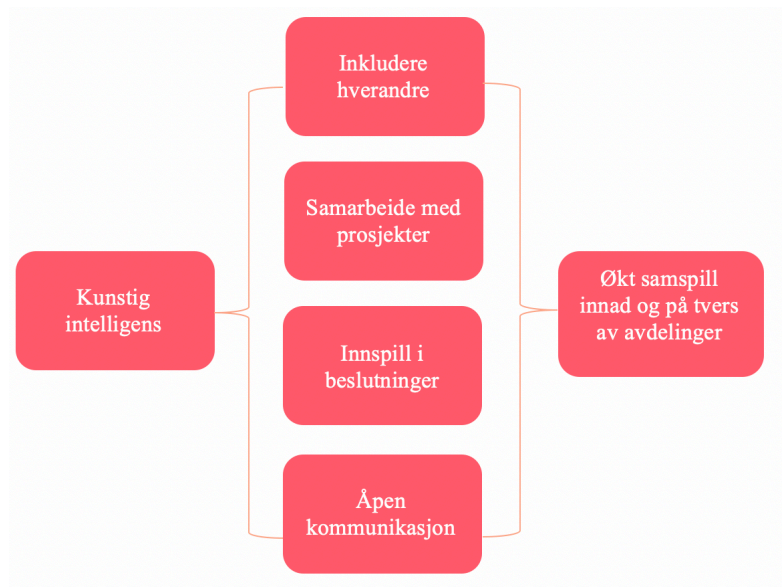 Inkludere
hverandre
Samarbeide med
prosjekter
Kunstig
intelligens
Økt samspill
innad og på tvers
av avdelinger
Innspill i
beslutninger
Åpen
kommunikasjon